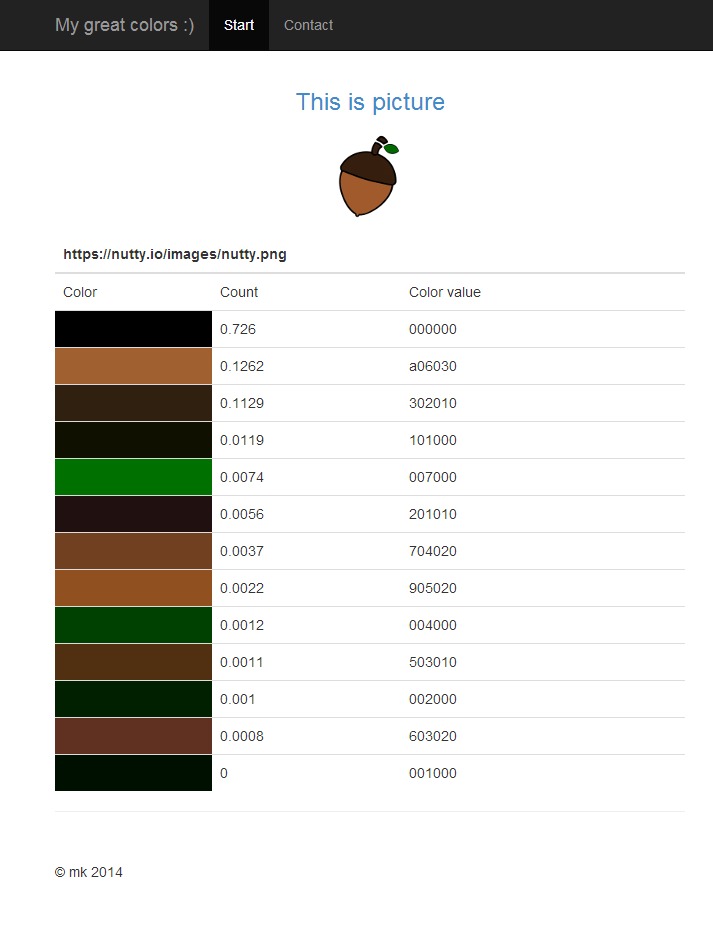 My great colors :) Start Contact
This is picture
https://nutty.io/images/nutty.png
Color Count Color value
0.726 000000
0.1262 a06030
0.1129 302010
0.0119 101000
0.0074 007000
0.0056 201010
0.0037 704020
0.0022 905020
0.0012 004000
0.0011 503010
0.001 002000
0.0008 603020
0 001000
© mk 2014